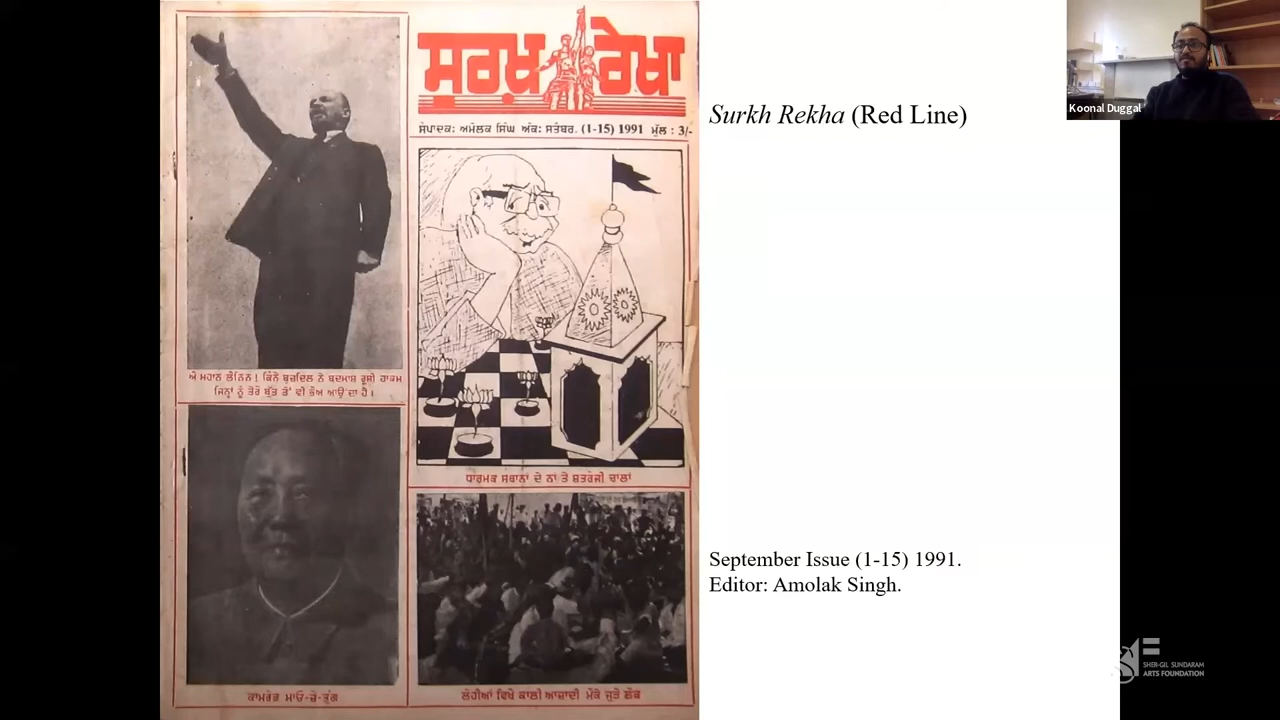 ਸੁਰਖ਼ ਰੇਖਾ
ਸੰਪਾਦਕ: ਅਮੋਲਕ ਸਿੰਘ ਅੰਕ: ਸਤੰਬਰ. (1-15) 1991 ਮੁੱਲ : 3/-
ਐ ਮਹਾਨ ਲੈਨਿਨ! ਕਿੰਨੇ ਬੁਜ਼ਦਿਲ ਨੇ ਬਦਮਾਸ਼ ਰੂਸੀ ਹਾਕਮ
ਜਿਨ੍ਹਾਂ ਨੂੰ ਤੇਰੇ ਬੁੱਤ ਤੋਂ ਵੀ ਭੈਅ ਆਉਂਦਾ ਹੈ।
ਧਾਰਮਕ ਸਥਾਨਾਂ ਦੇ ਨਾਂ ਤੇ ਸ਼ਤਰੰਜੀ ਚਾਲਾਂ
ਕਾਮਰੇਡ ਮਾਓ-ਜ਼ੇ-ਤੁੰਗ
ਲੋਹੀਆਂ ਵਿਖੇ ਕਾਲੀ ਆਜ਼ਾਦੀ ਮੌਕੇ ਜੁੜੇ ਲੋਕ
Surkh Rekha (Red Line)
September Issue (1-15) 1991.
Editor: Amolak Singh.
Koonal Duggal
SHER-GIL SUNDARAM
ARTS FOUNDATION